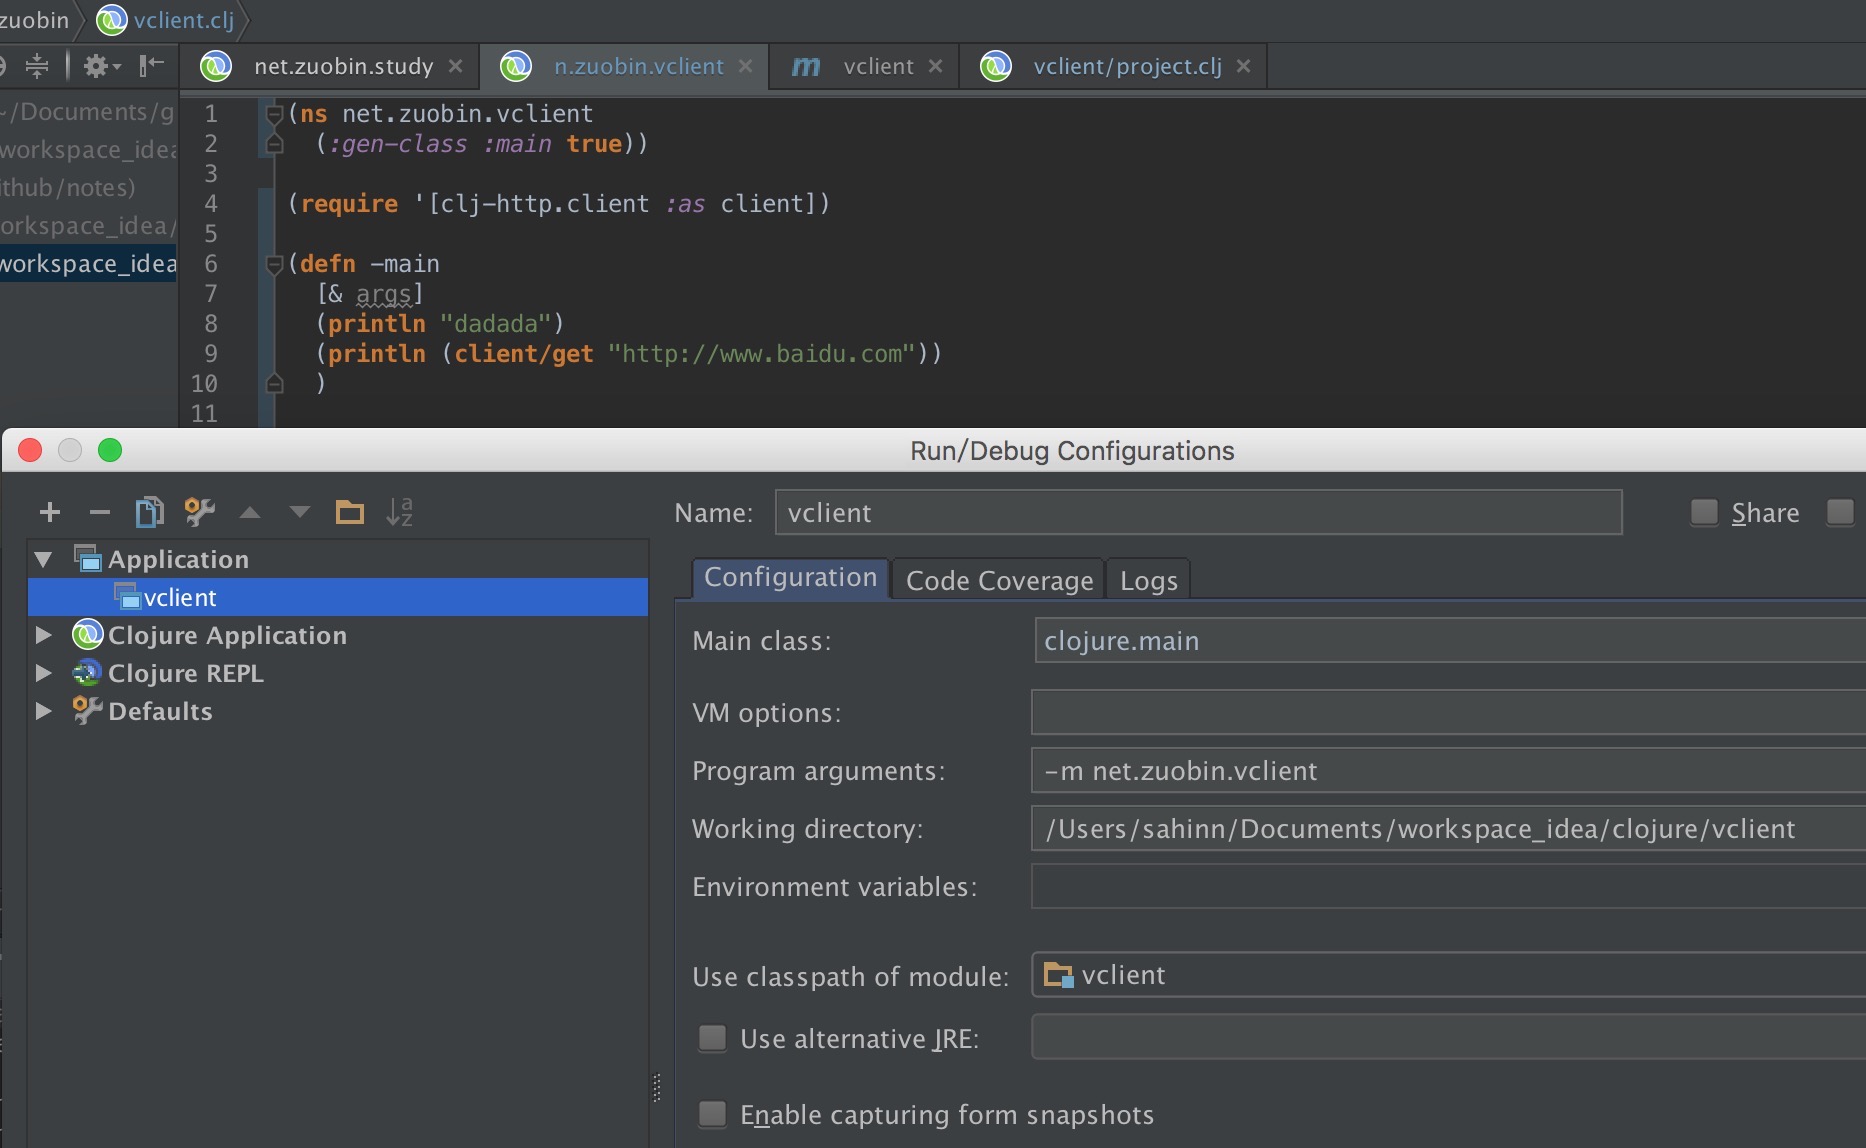 zuobin vclient.clj
net.zuobin.study n.zuobin.vclient m vclient vclient/project.clj
~/Documents/g
workspace_idea
ithub/notes)
orkspace_idea/
workspace_idea
1 (ns net.zuobin.vclient
2 (:gen-class :main true))
3
4 (require '[clj-http.client :as client])
5
6 (defn -main
7 [& args]
8 (println "dadada")
9 (println (client/get "http://www.baidu.com"))
10 )
11
Run/Debug Configurations
Name: vclient Share
Application
vclient
Clojure Application
Clojure REPL
Defaults
Configuration Code Coverage Logs
Main class: clojure.main
VM options:
Program arguments: -m net.zuobin.vclient
Working directory: /Users/sahinn/Documents/workspace_idea/clojure/vclient
Environment variables:
Use classpath of module: vclient
Use alternative JRE:
Enable capturing form snapshots